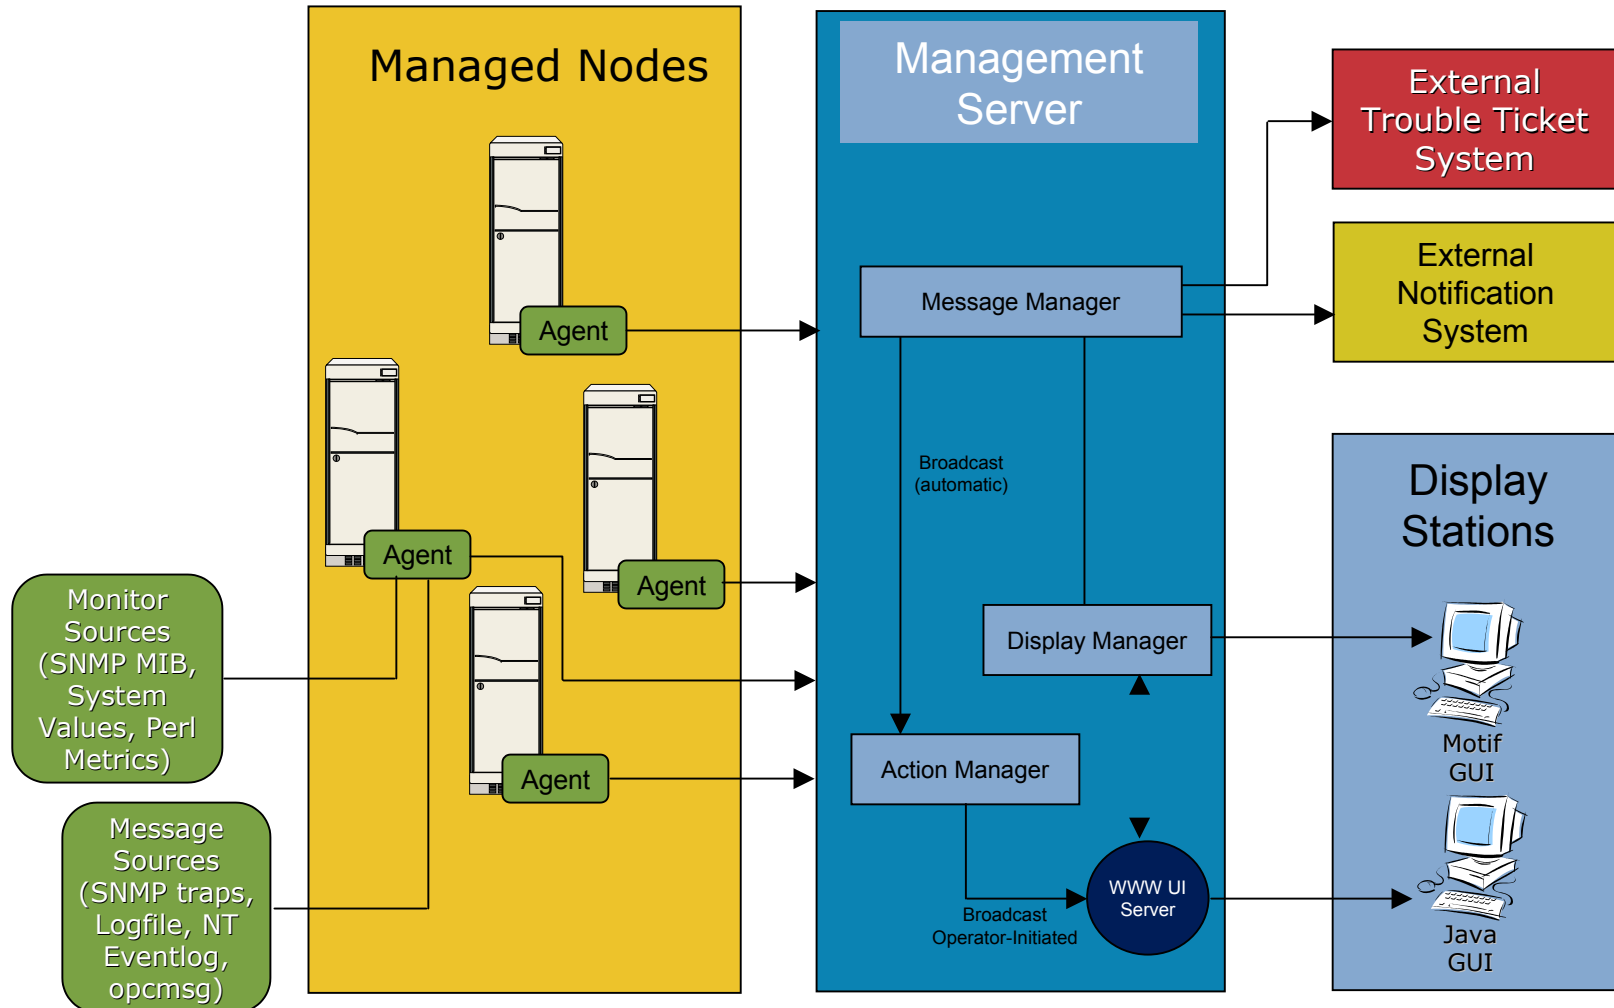 Managed Nodes
Agent
Agent
Agent
Agent
Monitor
Sources
(SNMP MIB,
System
Values, Perl
Metrics)
Message
Sources
(SNMP traps,
Logfile, NT
Eventlog,
opcmsg)
Management
Server
Message Manager
Broadcast
(automatic)
Display Manager
Action Manager
Broadcast
Operator-Initiated
WWW UI
Server
External
Trouble Ticket
System
External
Notification
System
Display
Stations
Motif
GUI
Java
GUI